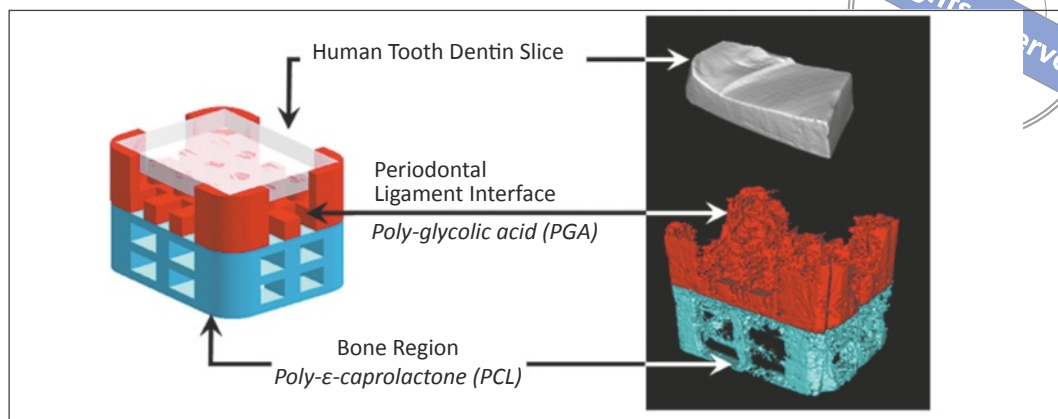 Human Tooth Dentin Slice
Periodontal
Ligament Interface
Poly-glycolic acid (PGA)
Bone Region
Poly-ε-caprolactone (PCL)